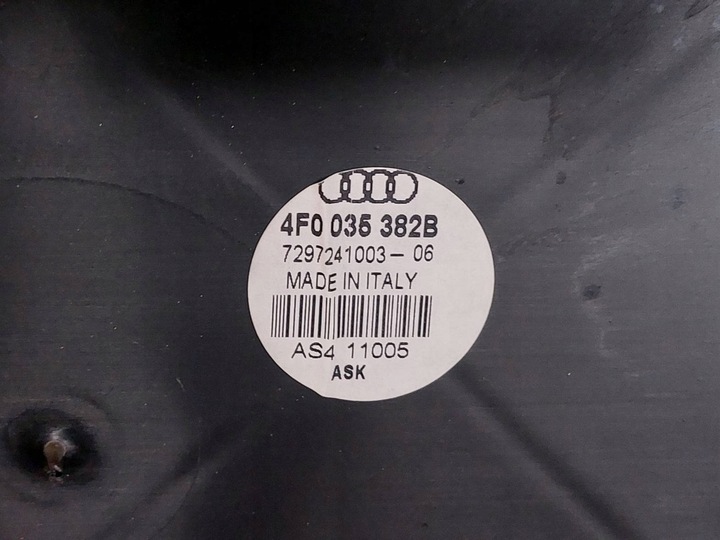 4F0 035 382B
7297241003-06
MADE IN ITALY
AS4 11005
ASK